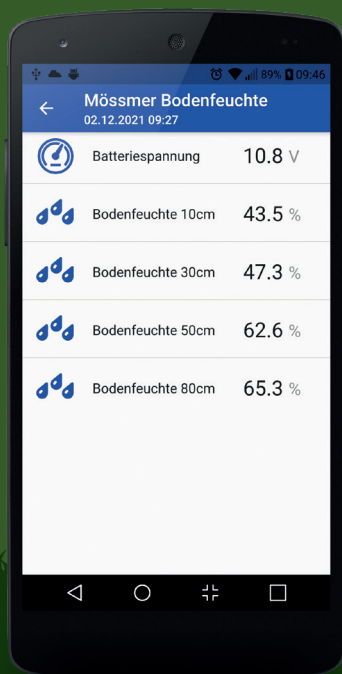 89% 09:46
Mössmer Bodenfeuchte
02.12.2021 09:27
Batteriespannung 10.8 V
Bodenfeuchte 10cm 43.5 %
Bodenfeuchte 30cm 47.3 %
Bodenfeuchte 50cm 62.6 %
Bodenfeuchte 80cm 65.3 %